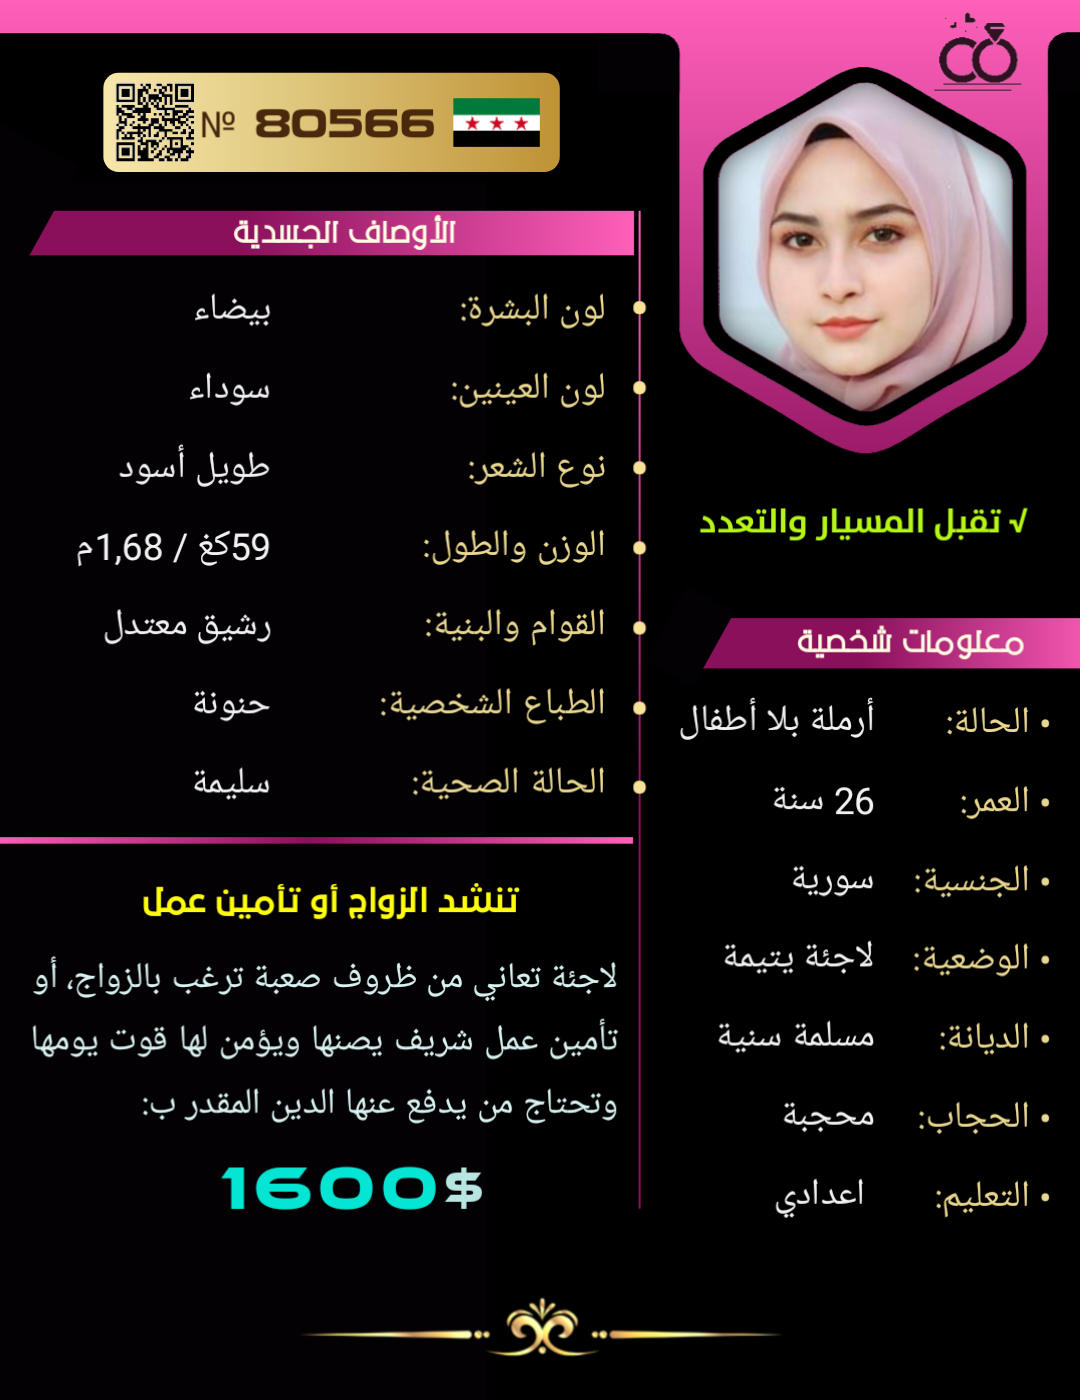 № 80566
الأوصاف الجسدية
لون البشرة: بيضاء
لون العينين: سوداء
نوع الشعر: طويل أسود
الوزن والطول: 59كغ / 1,68م
القوام والبنية: رشيق معتدل
الطباع الشخصية: حنونة
الحالة الصحية: سليمة
√ تقبل المسيار والتعدد
معلومات شخصية
• الحالة: أرملة بلا أطفال
• العمر: 26 سنة
• الجنسية: سورية
• الوضعية: لاجئة يتيمة
• الديانة: مسلمة سنية
• الحجاب: محجبة
• التعليم: اعدادي
تنشد الزواج أو تأمين عمل
لاجئة تعاني من ظروف صعبة ترغب بالزواج، أو
تأمين عمل شريف يصنها ويؤمن لها قوت يومها
وتحتاج من يدفع عنها الدين المقدر ب:
1600$